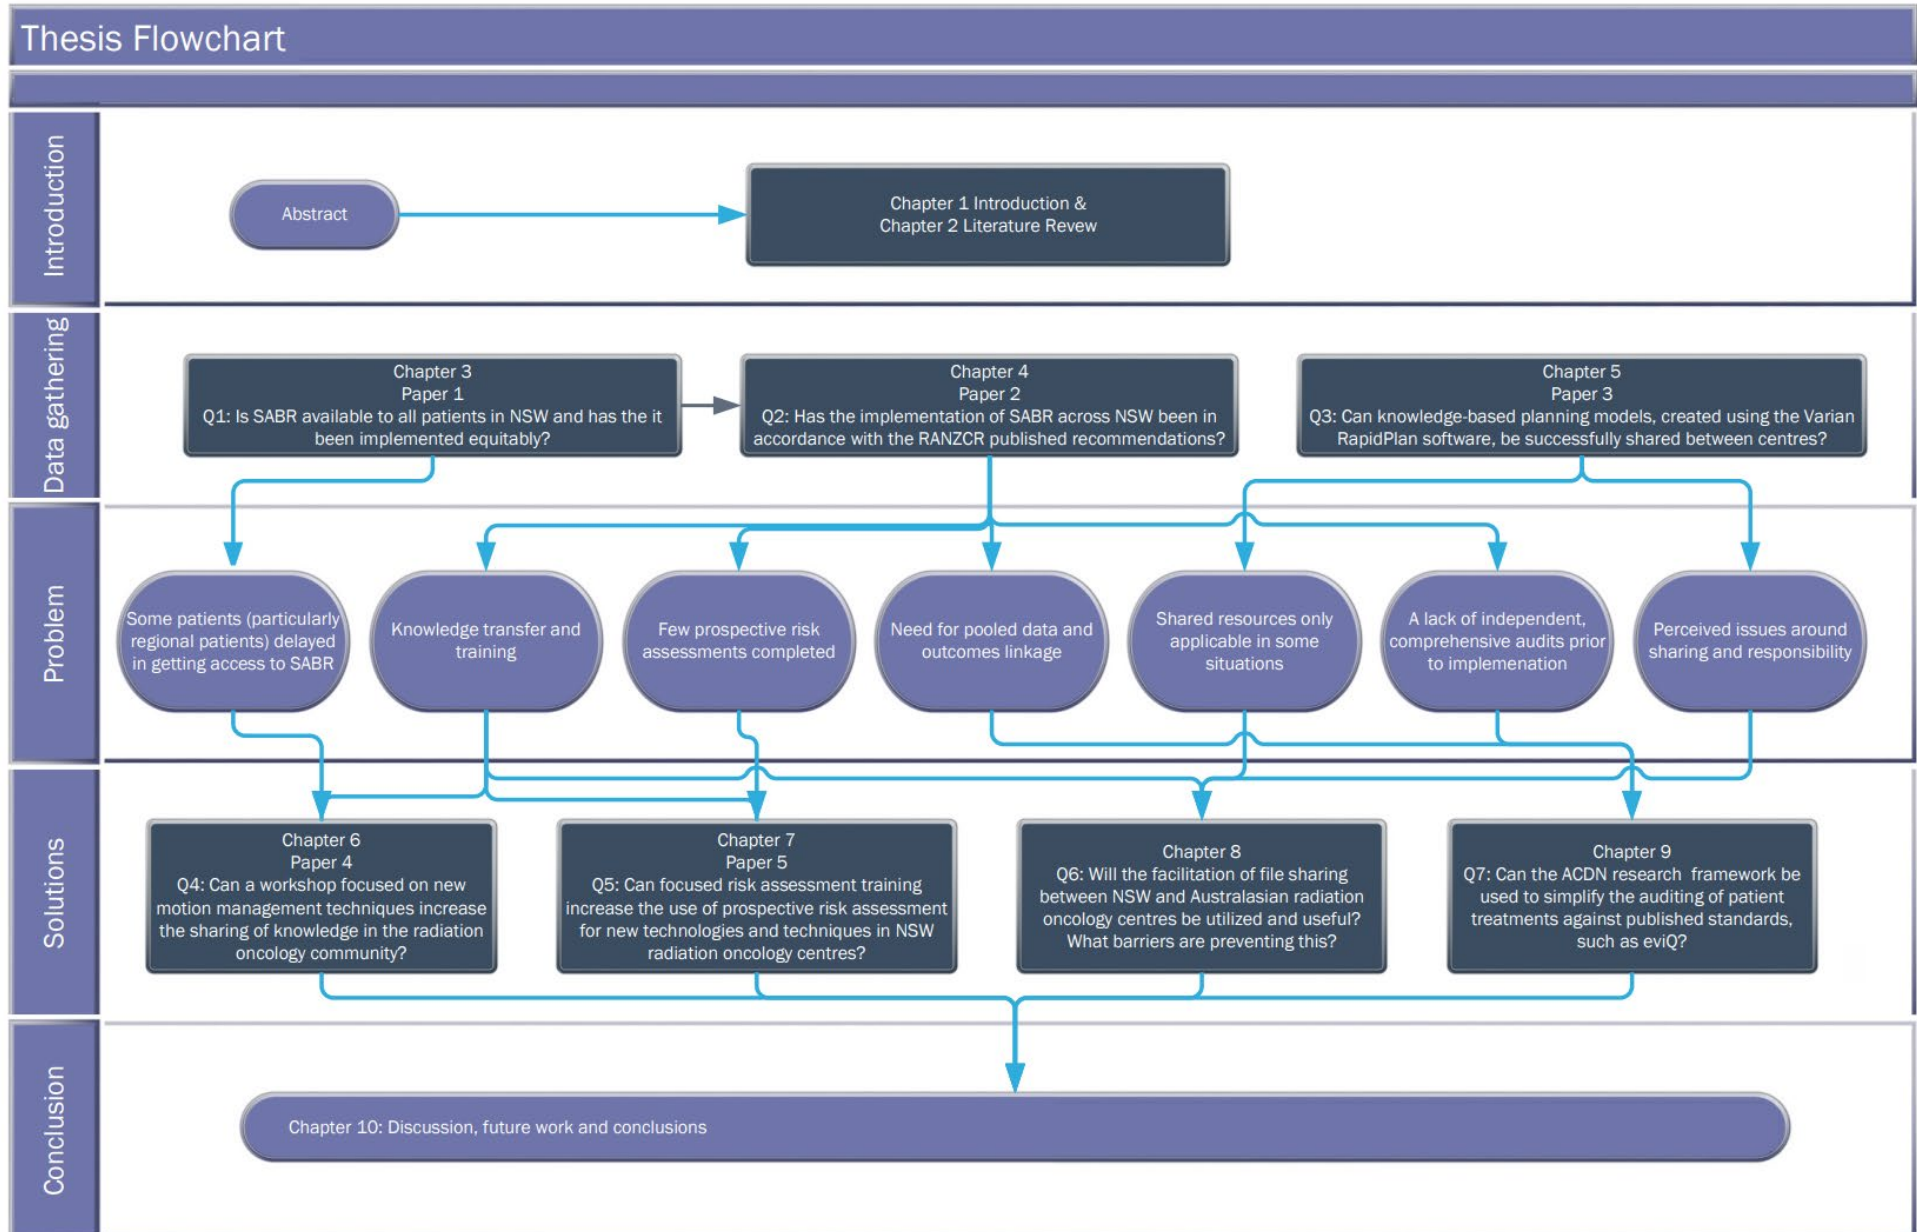 Thesis Flowchart
Introduction
Abstract
Chapter 1 Introduction &
Chapter 2 Literature Revew
Data gathering
Chapter 3
Paper 1
Q1: Is SABR available to all patients in NSW and has the it
been implemented equitably?
Chapter 4
Paper 2
Q2: Has the implementation of SABR across NSW been in
accordance with the RANZCR published recommendations?
Chapter 5
Paper 3
Q3: Can knowledge-based planning models, created using the Varian
RapidPlan software, be successfully shared between centres?
Problem
Some patients (particularly
regional patients) delayed
in getting access to SABR
Knowledge transfer and
training
Few prospective risk
assessments completed
Need for pooled data and
outcomes linkage
Shared resources only
applicable in some
situations
A lack of independent,
comprehensive audits prior
to implemenation
Perceived issues around
sharing and responsibility
Solutions
Chapter 6
Paper 4
Q4: Can a workshop focused on new
motion management techniques increase
the sharing of knowledge in the radiation
oncology community?
Chapter 7
Paper 5
Q5: Can focused risk assessment training
increase the use of prospective risk assessment
for new technologies and techniques in NSW
radiation oncology centres?
Chapter 8
Q6: Will the facilitation of file sharing
between NSW and Australasian radiation
oncology centres be utilized and useful?
What barriers are preventing this?
Chapter 9
Q7: Can the ACDN research framework be
used to simplify the auditing of patient
treatments against published standards,
such as eviQ?
Conclusion
Chapter 10: Discussion, future work and conclusions